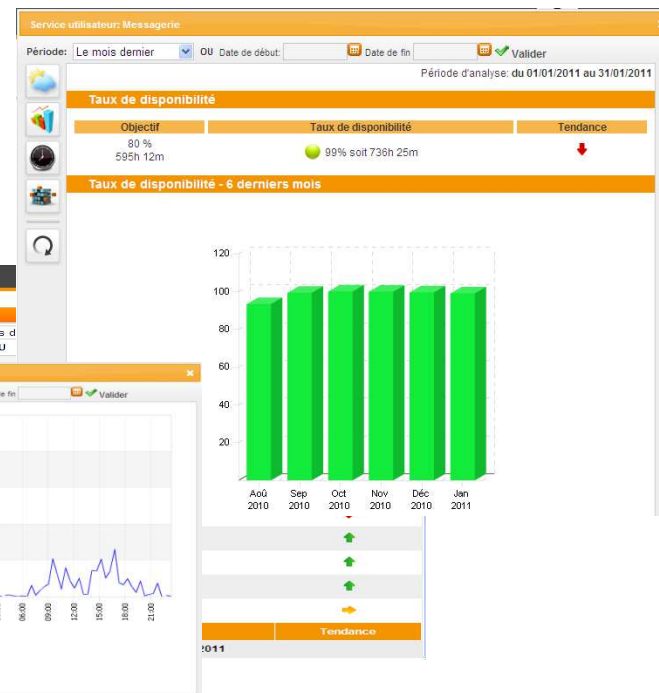 Service utilisateur: Messagerie
Période: Le mois dernier OU Date de début: Date de fin Valider
Période d'analyse: du 01/01/2011 au 31/01/2011
Taux de disponibilité
Objectif Taux de disponibilité Tendance
80 %
595h 12m
99% soit 736h 25m
Taux de disponibilité - 6 derniers mois
120
100
80
60
40
20
Aoû Sep Oct Nov Déc Jan
2010 2010 2010 2010 2010 2011
s d
U
de fin Valider
06:00 09:00 12:00 15:00 18:00 21:00
Tendance
2011